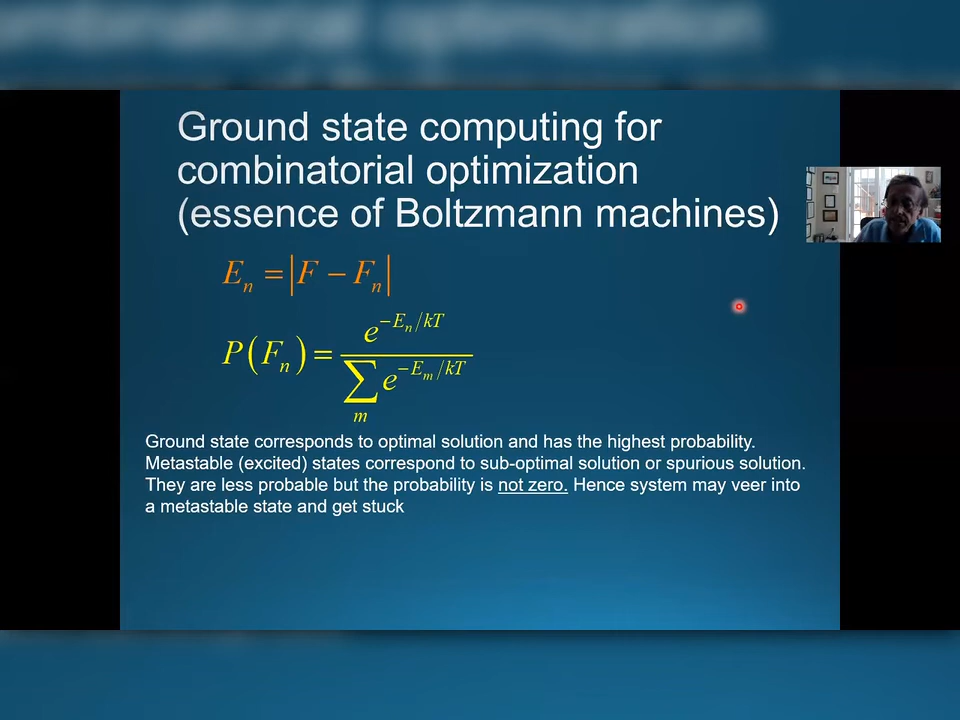 Ground state computing for
combinatorial optimization
(essence of Boltzmann machines)
E_n = |F − F_n|
P(F_n) = e^{−E_n/kT} / ∑_m e^{−E_m/kT}
Ground state corresponds to optimal solution and has the highest probability.
Metastable (excited) states correspond to sub-optimal solution or spurious solution.
They are less probable but the probability is not zero. Hence system may veer into
a metastable state and get stuck